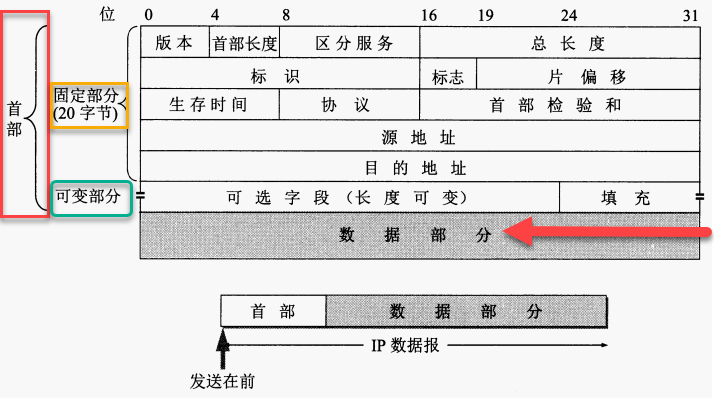 位 0 4 8 16 19 24 31
版本 首部长度 区分服务 总长度
标识 标志 片偏移
首部
固定部分
(20 字节)
生存时间 协议 首部检验和
源地址
目的地址
可变部分 可选字段（长度可变） 填充
数据部分
首部 数据部分
IP 数据报
发送在前